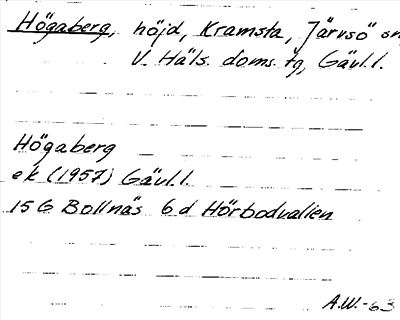 Högaberg, höjd, Kramsta, Järvsö sn,
V. Häls. doms. tg, Gävl. l.
Högaberg
ek (1957) Gävl. l.
15 G Bollnäs 6 d Hörbodvallen
A.W.-63